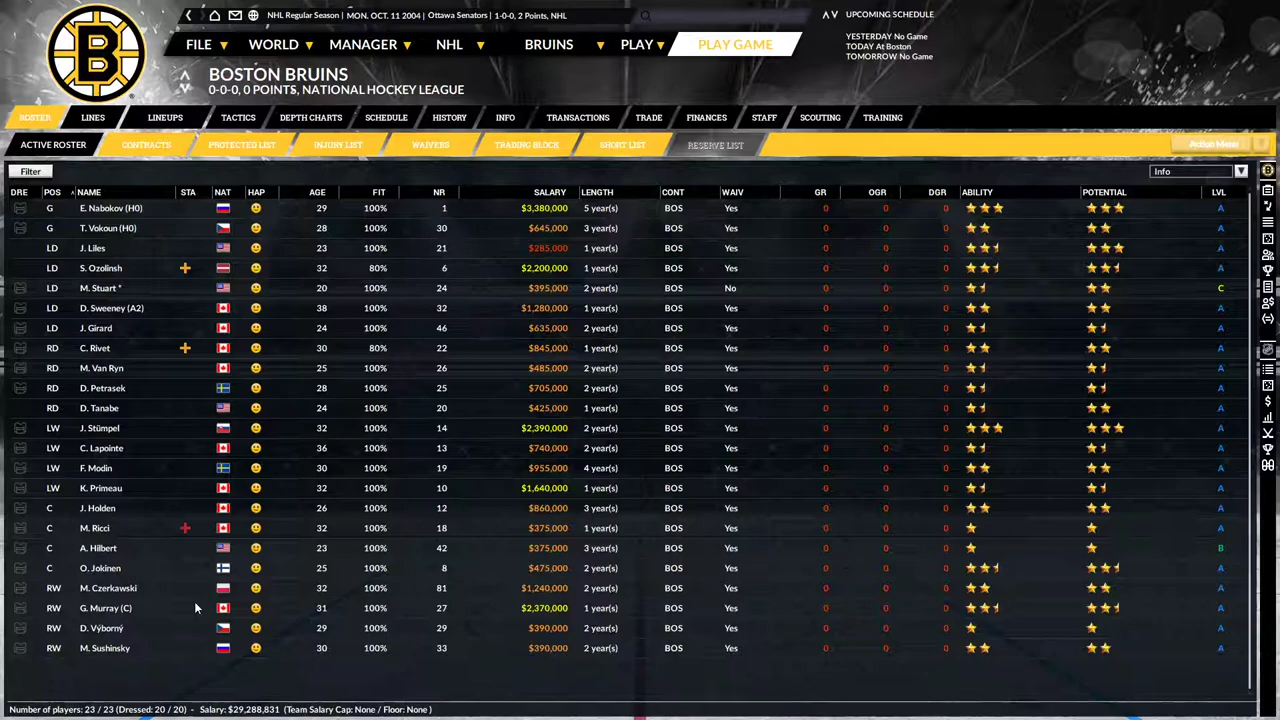 NHL Regular Season | MON. OCT. 11 2004 | Ottawa Senators | 1-0-0, 2 Points, NHL
UPCOMING SCHEDULE
YESTERDAY No Game
TODAY At Boston
TOMORROW No Game
FILE WORLD MANAGER NHL BRUINS PLAY PLAY GAME
B
BOSTON BRUINS
0-0-0, 0 POINTS, NATIONAL HOCKEY LEAGUE
ROSTER LINES LINEUPS TACTICS DEPTH CHARTS SCHEDULE HISTORY INFO TRANSACTIONS TRADE FINANCES STAFF SCOUTING TRAINING
ACTIVE ROSTER CONTRACTS PROTECTED LIST INJURY LIST WAIVERS TRADING BLOCK SHORT LIST RESERVE LIST Action Menu
Filter Info
DRE POS NAME STA NAT HAP AGE FIT NR SALARY LENGTH CONT WAIV GR OGR DGR ABILITY POTENTIAL LVL
G E. Nabokov (H0) 29 100% 1 $3,380,000 5 year(s) BOS Yes 0 0 0 A
G T. Vokoun (H0) 28 100% 30 $645,000 3 year(s) BOS Yes 0 0 0 A
LD J. Liles 23 100% 21 $285,000 1 year(s) BOS Yes 0 0 0 A
LD S. Ozolinsh 32 80% 6 $2,200,000 1 year(s) BOS Yes 0 0 0 A
LD M. Stuart * 20 100% 24 $395,000 2 year(s) BOS No 0 0 0 C
LD D. Sweeney (A2) 37 100% 32 $1,280,000 1 year(s) BOS Yes 0 0 0 A
LD J. Girard 24 100% 46 $635,000 2 year(s) BOS Yes 0 0 0 A
RD C. Rivet 30 80% 22 $845,000 1 year(s) BOS Yes 0 0 0 A
RD M. Van Ryn 25 100% 26 $485,000 2 year(s) BOS Yes 0 0 0 A
RD D. Petrasek 28 100% 25 $705,000 2 year(s) BOS Yes 0 0 0 A
RD D. Tanabe 24 100% 20 $425,000 1 year(s) BOS Yes 0 0 0 A
LW J. Stümpel 32 100% 14 $2,390,000 2 year(s) BOS Yes 0 0 0 A
LW C. Lapointe 36 100% 13 $740,000 2 year(s) BOS Yes 0 0 0 A
LW F. Modin 30 100% 19 $955,000 4 year(s) BOS Yes 0 0 0 A
LW K. Primeau 32 100% 10 $1,640,000 1 year(s) BOS Yes 0 0 0 A
C J. Holden 26 100% 12 $860,000 3 year(s) BOS Yes 0 0 0 A
C M. Ricci 32 100% 18 $375,000 1 year(s) BOS Yes 0 0 0 A
C A. Hilbert 23 100% 42 $375,000 3 year(s) BOS Yes 0 0 0 B
C O. Jokinen 25 100% 8 $475,000 2 year(s) BOS Yes 0 0 0 A
RW M. Czerkawski 32 100% 81 $1,240,000 2 year(s) BOS Yes 0 0 0 A
RW G. Murray (C) 31 100% 27 $2,370,000 1 year(s) BOS Yes 0 0 0 A
RW D. Výborný 29 100% 29 $390,000 2 year(s) BOS Yes 0 0 0 A
RW M. Sushinsky 30 100% 33 $390,000 2 year(s) BOS Yes 0 0 0 A
Number of players: 23 / 23 (Dressed: 20 / 20) - Salary: $29,288,831 (Team Salary Cap: None / Floor: None )